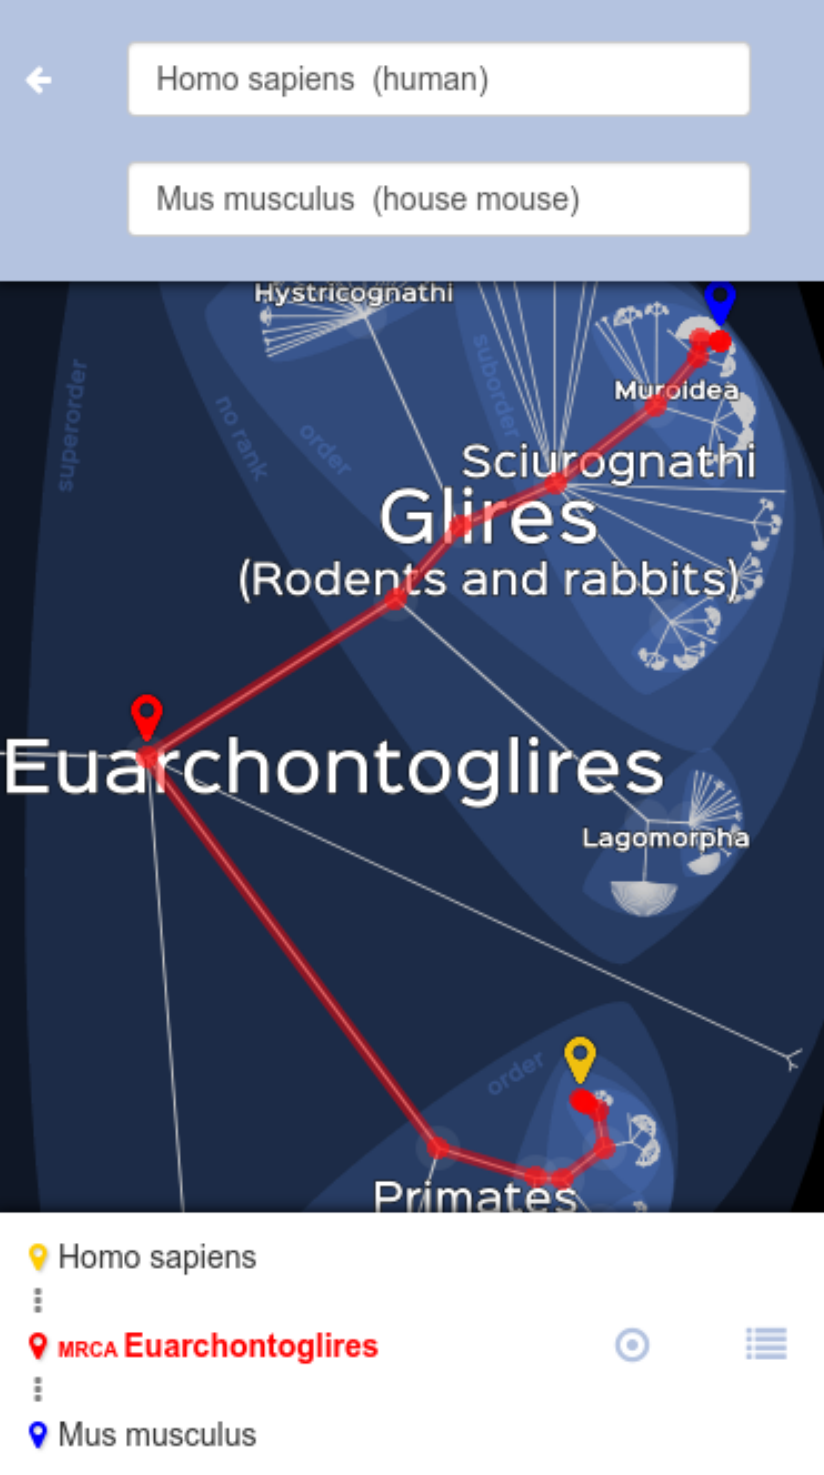 Homo sapiens (human)
Mus musculus (house mouse)
Hystricognathi
superorder
no rank
order
suborder
Muroidea
Sciurognathi
Glires
(Rodents and rabbits)
Euarchontoglires
Lagomorpha
order
Primates
Homo sapiens
MRCA Euarchontoglires
Mus musculus